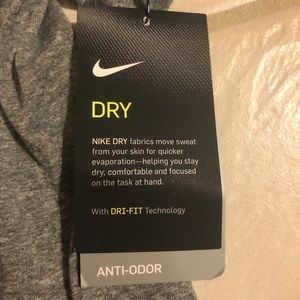 DRY
NIKE DRY fabrics move sweat
from your skin for quicker
evaporation—helping you stay
dry, comfortable and focused
on the task at hand.
With DRI-FIT Technology
ANTI-ODOR